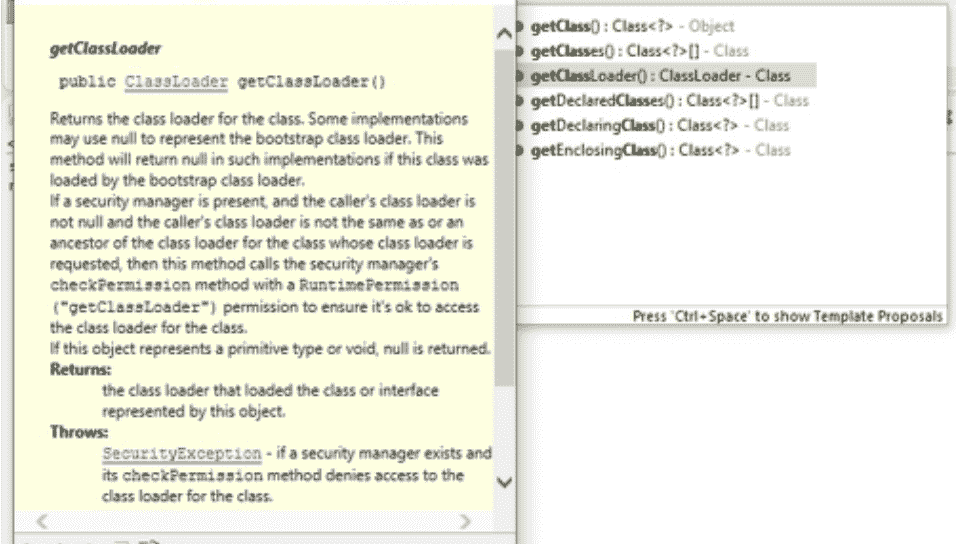 getClassLoader
public ClassLoader getClassLoader()
Returns the class loader for the class. Some implementations
may use null to represent the bootstrap class loader. This
method will return null in such implementations if this class was
loaded by the bootstrap class loader.
If a security manager is present, and the caller's class loader is
not null and the caller's class loader is not the same as or an
ancestor of the class loader for the class whose class loader is
requested, then this method calls the security manager's
checkPermission method with a RuntimePermission
("getClassLoader") permission to ensure it's ok to access
the class loader for the class.
If this object represents a primitive type or void, null is returned.
Returns:
the class loader that loaded the class or interface
represented by this object.
Throws:
SecurityException - if a security manager exists and
its checkPermission method denies access to the
class loader for the class.
getClass() : Class<?> - Object
getClasses() : Class<?>[] - Class
getClassLoader() : ClassLoader - Class
getDeclaredClasses() : Class<?>[] - Class
getDeclaringClass() : Class<?> - Class
getEnclosingClass() : Class<?> - Class
Press 'Ctrl+Space' to show Template Proposals